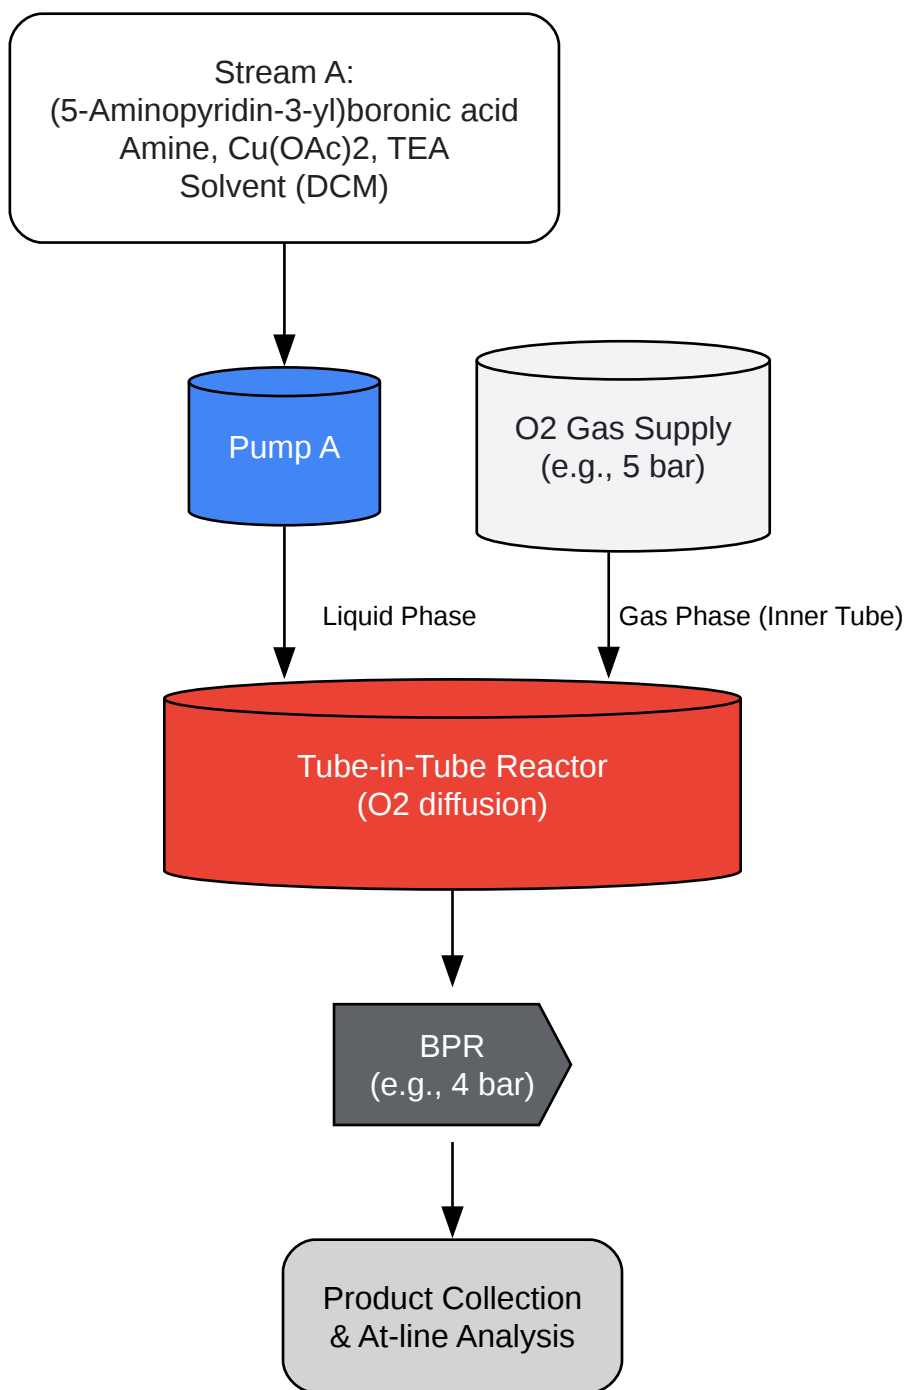 Stream A:
(5-Aminopyridin-3-yl)boronic acid
Amine, Cu(OAc)2, TEA
Solvent (DCM)
Pump A
O2 Gas Supply
(e.g., 5 bar)
Liquid Phase
Gas Phase (Inner Tube)
Tube-in-Tube Reactor
(O2 diffusion)
BPR
(e.g., 4 bar)
Product Collection
& At-line Analysis